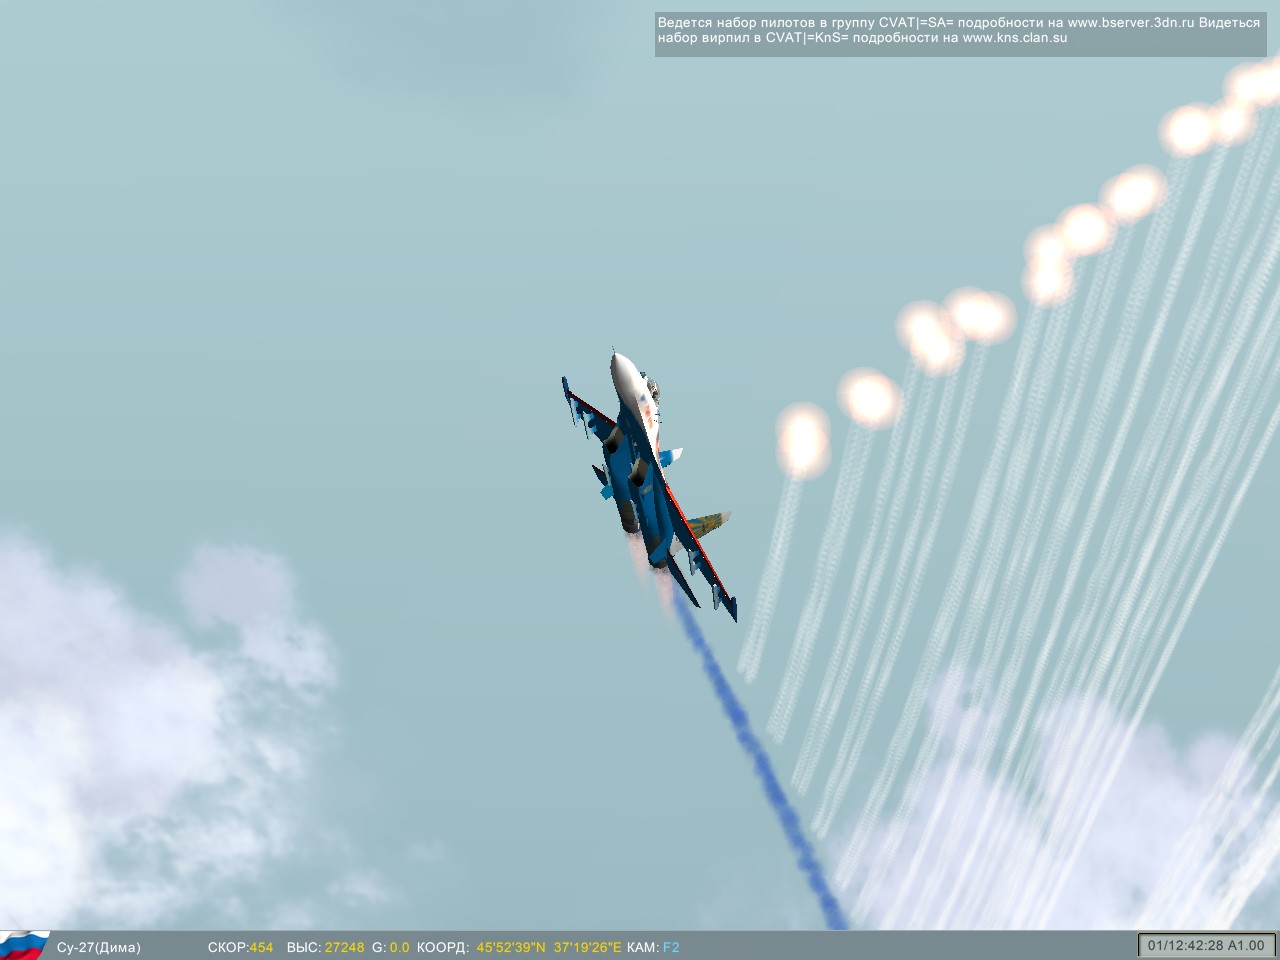 Ведется набор пилотов в группу CVAT|=SA= подробности на www.bserver.3dn.ru Видеться
набор вирпил в CVAT|=KnS= подробности на www.kns.clan.su
Су-27(Дима) СКОР:454 ВЫС: 27248 G: 0.0 КООРД: 45'52'39"N 37'19'26"E КАМ: F2 01/12:42:28 A1.00